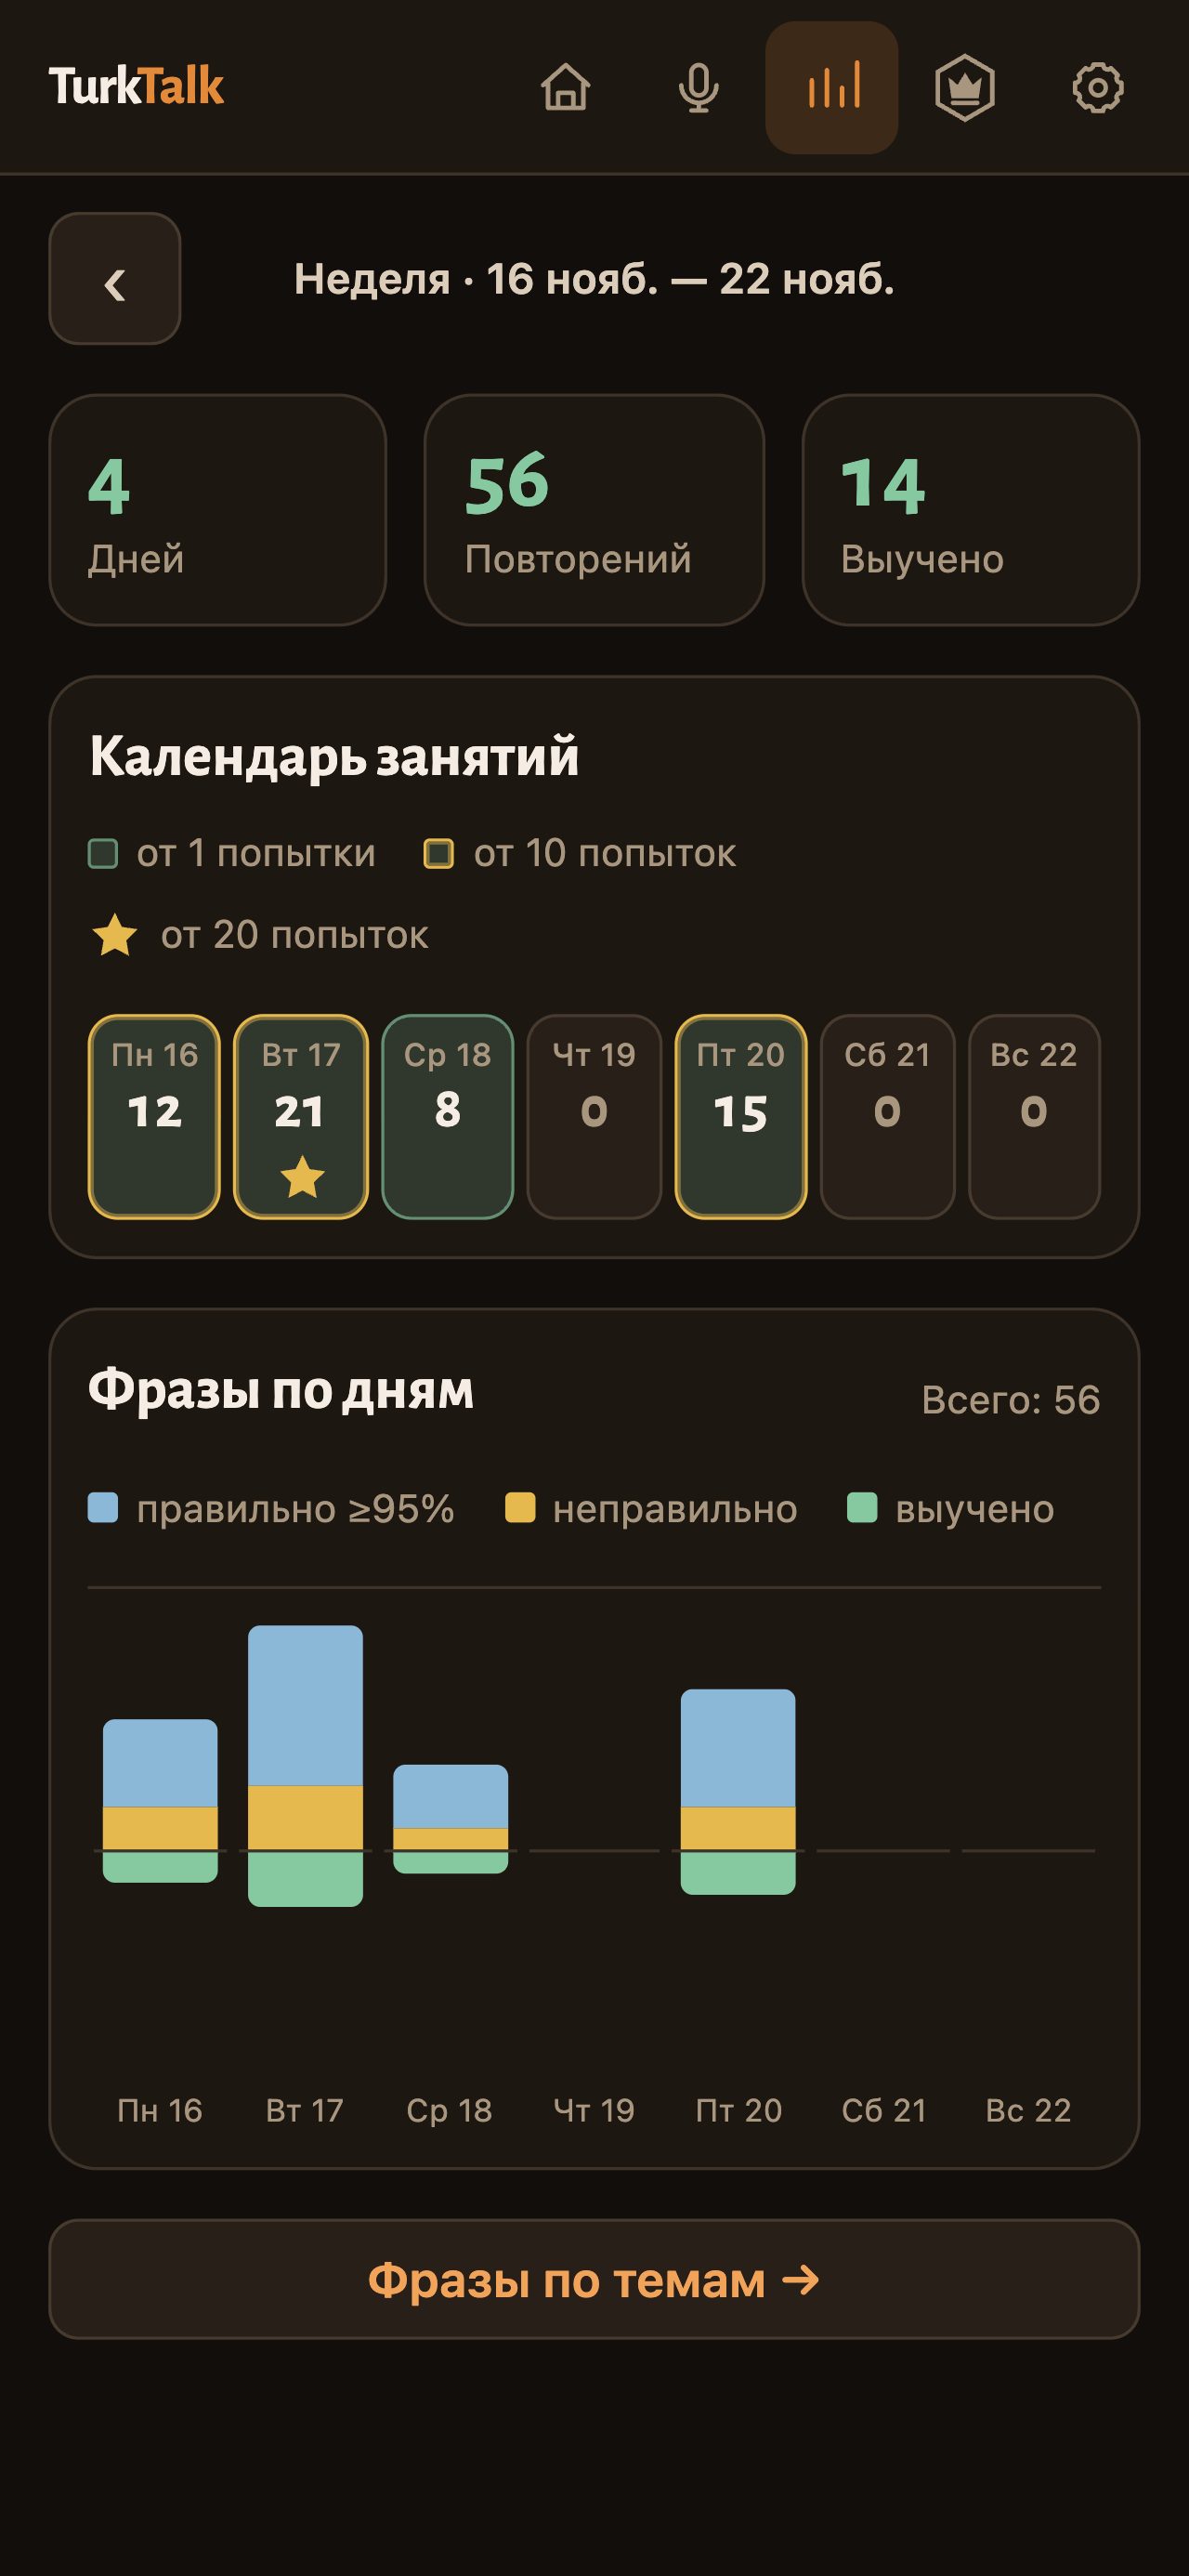 TurkTalk
‹
Неделя · 16 нояб. — 22 нояб.
4
Дней
56
Повторений
14
Выучено
Календарь занятий
от 1 попытки от 10 попыток
от 20 попыток
Пн 16 Вт 17 Ср 18 Чт 19 Пт 20 Сб 21 Вс 22
12 21 8 0 15 0 0
Фразы по дням
Всего: 56
правильно ≥95% неправильно выучено
Пн 16 Вт 17 Ср 18 Чт 19 Пт 20 Сб 21 Вс 22
Фразы по темам →